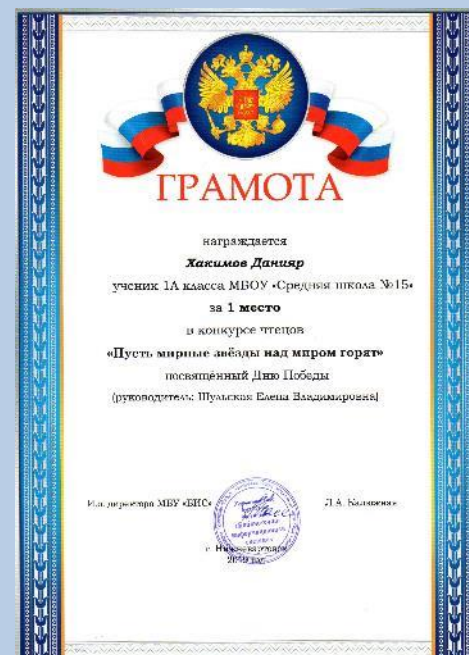 ГРАМОТА
награждается
Хакимов Данияр
ученик 1А класса МБОУ «Средняя школа №15»
за 1 место
в конкурсе чтецов
«Пусть мирные звёзды над миром горят»
посвящённый Дню Победы
(руководитель: Шульская Елена Владимировна)
И.о. директора МБУ «БИС» Л.А.
г. Нижневартовск